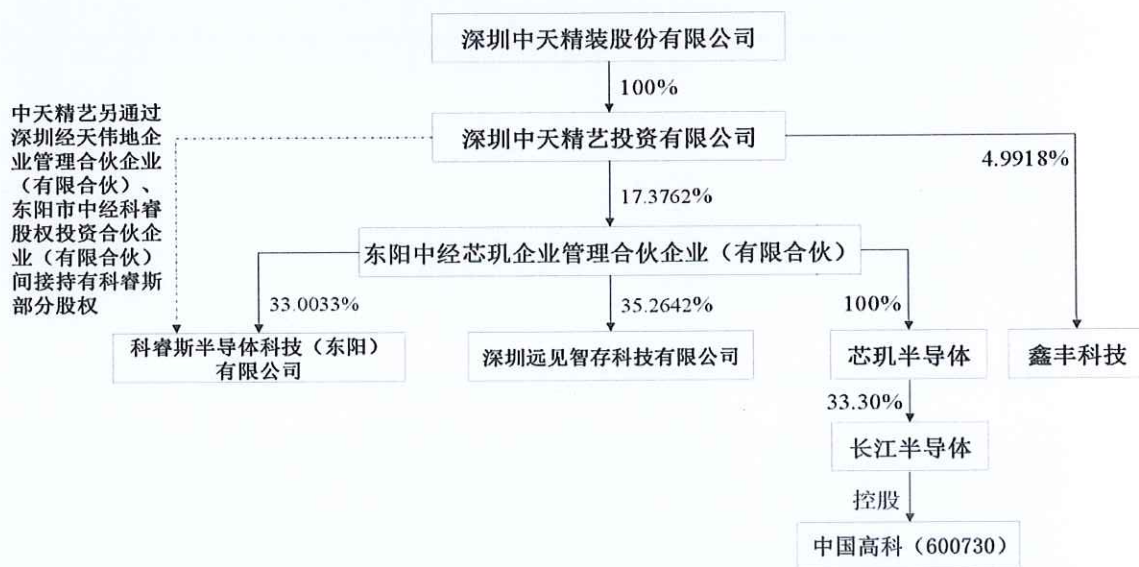 深圳中天精装股份有限公司
100%
中天精艺另通过
深圳经天伟地企
业管理合伙企业
（有限合伙）、
东阳市中经科睿
股权投资合伙企
业（有限合伙）
间接持有科睿斯
部分股权
深圳中天精艺投资有限公司
4.9918%
17.3762%
东阳中经芯玑企业管理合伙企业（有限合伙）
33.0033%
35.2642%
100%
科睿斯半导体科技（东阳）
有限公司
深圳远见智存科技有限公司
芯玑半导体
鑫丰科技
33.30%
长江半导体
控股
中国高科（600730）